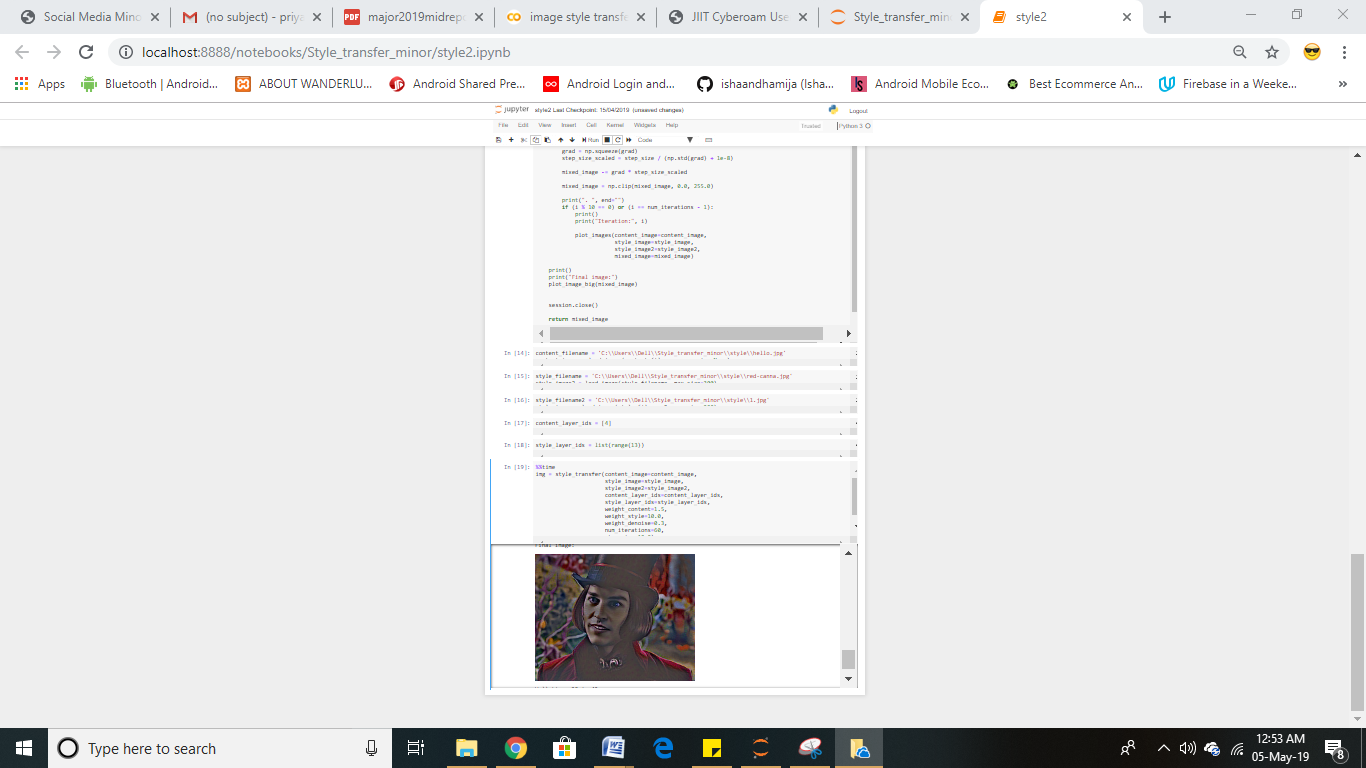 Social Media Mino
(no subject) - priya
PDF major2019midrepo
image style transfe
JIIT Cyberoam Use
Style_transfer_mino
style2
localhost:8888/notebooks/Style_transfer_minor/style2.ipynb
Apps
Bluetooth | Android...
ABOUT WANDERLU...
Android Shared Pre...
Android Login and...
ishaandhamija (Isha...
Android Mobile Eco...
Best Ecommerce An...
Firebase in a Weeke...
»
jupyter style2 Last Checkpoint: 15/04/2019 (unsaved changes)
Logout
File Edit View Insert Cell Kernel Widgets Help
Trusted Python 3
Run Code
grad = np.squeeze(grad)
step_size_scaled = step_size / (np.std(grad) + 1e-8)
mixed_image -= grad * step_size_scaled
mixed_image = np.clip(mixed_image, 0.0, 255.0)
print(". ", end="")
if (i % 10 == 0) or (i == num_iterations - 1):
print()
print("Iteration:", i)
plot_images(content_image=content_image,
style_image=style_image,
style_image2=style_image2,
mixed_image=mixed_image)
print()
print("Final image:")
plot_image_big(mixed_image)
session.close()
return mixed_image
In [14]: content_filename = 'C:\\Users\\Dell\\Style_transfer_minor\\style\\hello.jpg'
In [15]: style_filename = 'C:\\Users\\Dell\\Style_transfer_minor\\style\\red-canna.jpg'
In [16]: style_filename2 = 'C:\\Users\\Dell\\Style_transfer_minor\\style\\1.jpg'
In [17]: content_layer_ids = [4]
In [18]: style_layer_ids = list(range(13))
In [19]: %%time
img = style_transfer(content_image=content_image,
style_image=style_image,
style_image2=style_image2,
content_layer_ids=content_layer_ids,
style_layer_ids=style_layer_ids,
weight_content=1.5,
weight_style=10.0,
weight_denoise=0.3,
num_iterations=60,
Final image:
Type here to search
12:53 AM
05-May-19
8